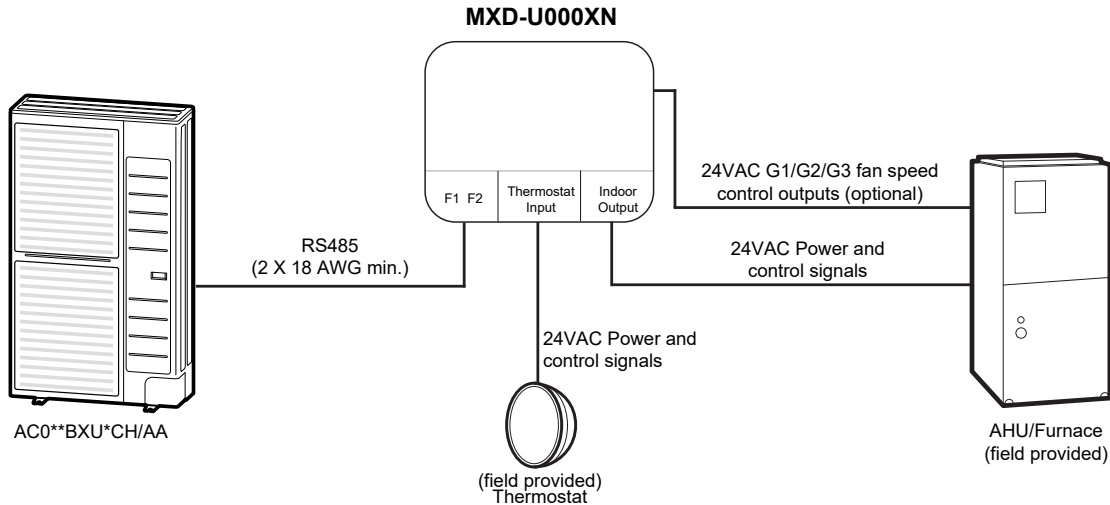 MXD-U000XN
F1 F2
Thermostat
Input
Indoor
Output
24VAC G1/G2/G3 fan speed
control outputs (optional)
RS485
(2 X 18 AWG min.)
24VAC Power and
control signals
24VAC Power and
control signals
AC0**BXU*CH/AA
(field provided)
Thermostat
AHU/Furnace
(field provided)